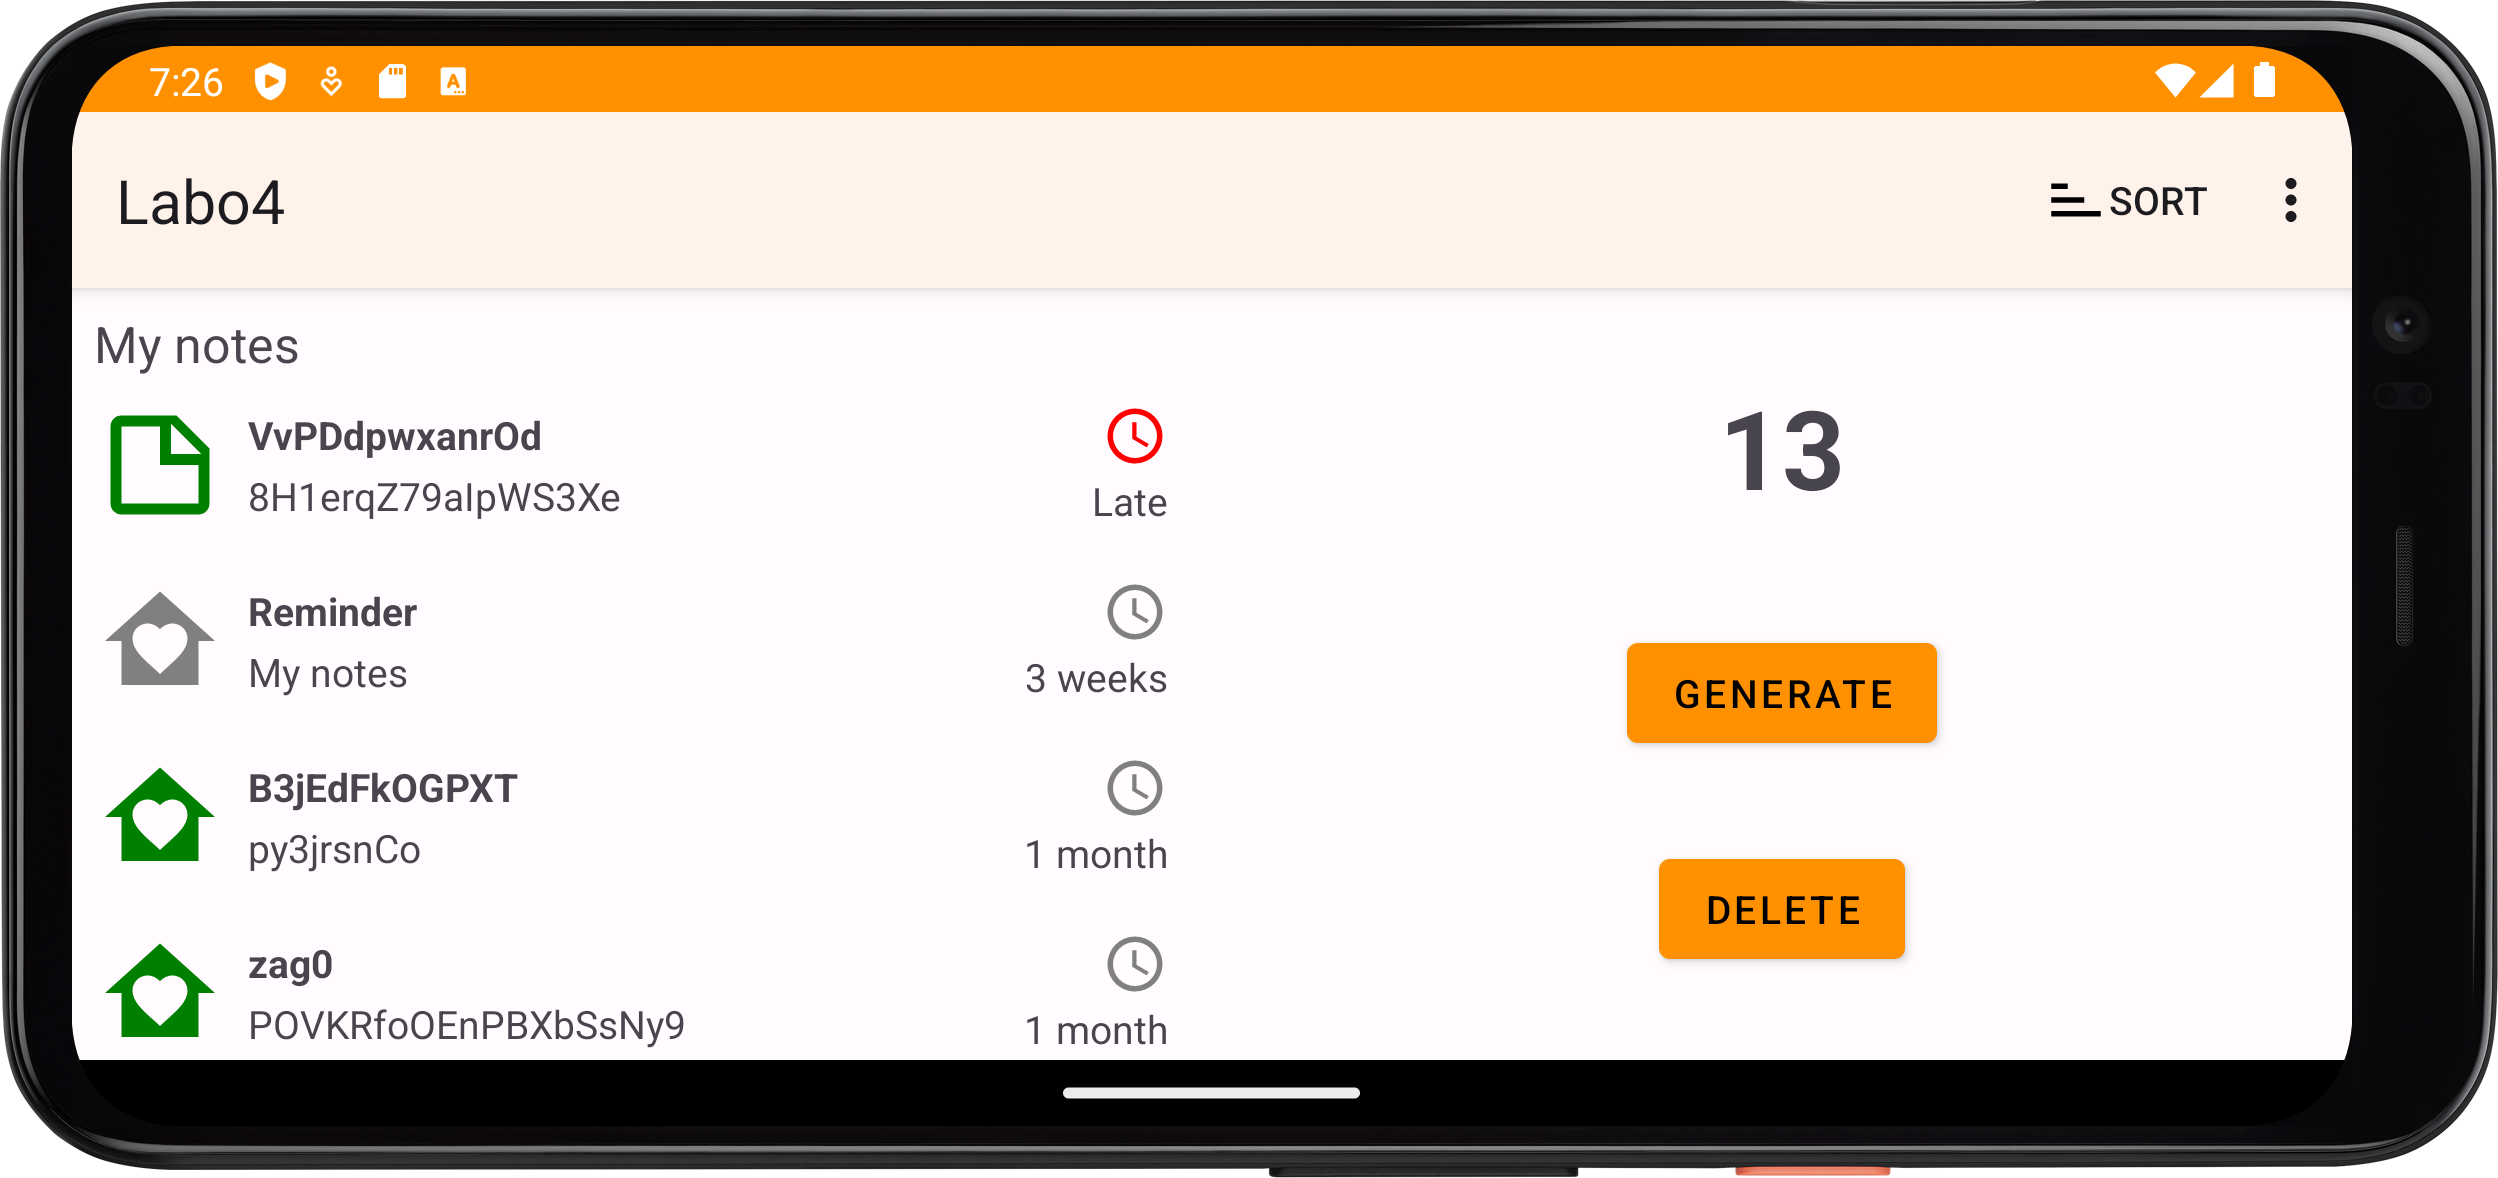 7:26
Labo4
SORT
My notes
VvPDdpwxanrOd
8H1erqZ79alpWS3Xe
Late
Reminder
My notes
3 weeks
B3jEdFkOGPXT
py3jrsnCo
1 month
zag0
POVKRfoOEnPBXbSsNy9
1 month
13
GENERATE
DELETE